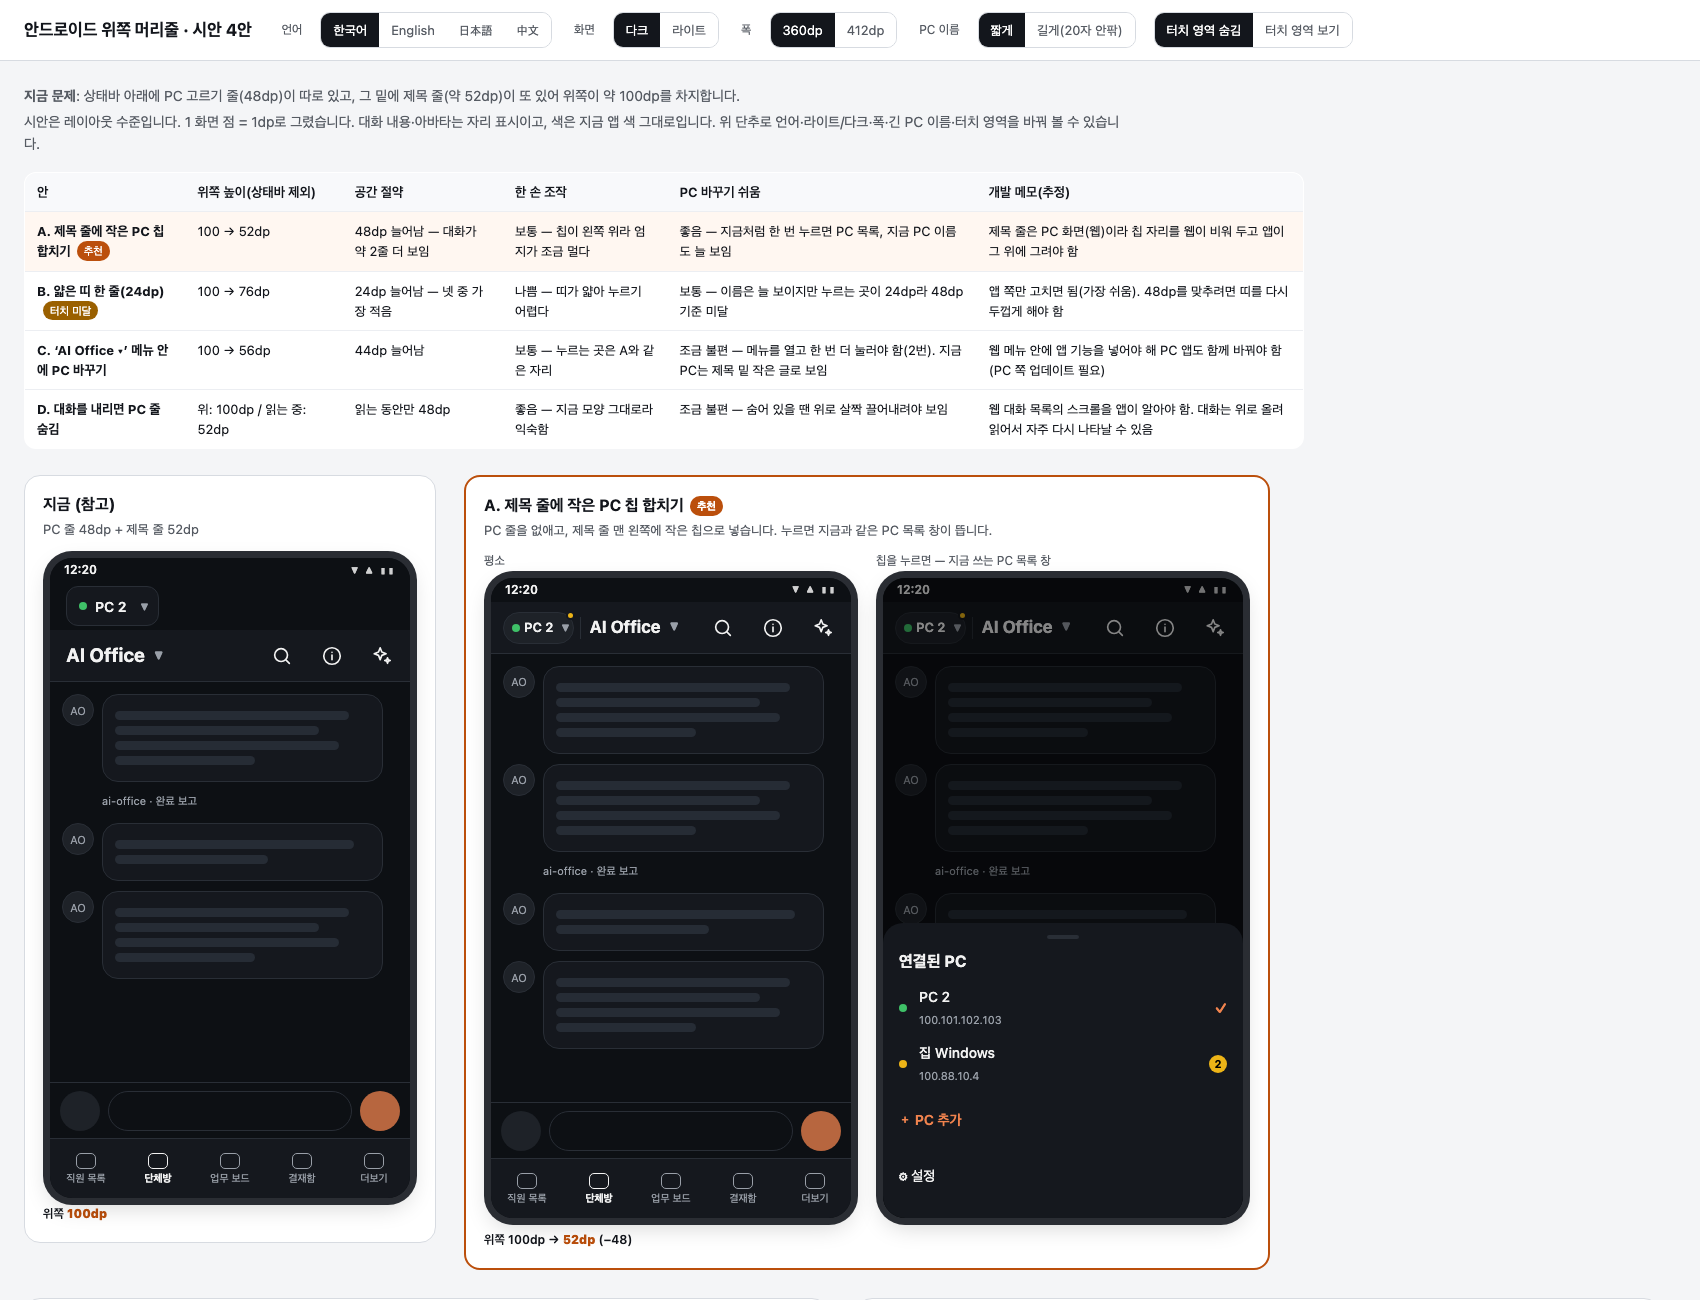 안드로이드 위쪽 머리줄 · 시안 4안
언어 한국어 English 日本語 中文 화면 다크 라이트 폭 360dp 412dp PC 이름 짧게 길게(20자 안팎) 터치 영역 숨김 터치 영역 보기
지금 문제: 상태바 아래에 PC 고르기 줄(48dp)이 따로 있고, 그 밑에 제목 줄(약 52dp)이 또 있어 위쪽이 약 100dp를 차지합니다.
시안은 레이아웃 수준입니다. 1 화면 점 = 1dp로 그렸습니다. 대화 내용·아바타는 자리 표시이고, 색은 지금 앱 색 그대로입니다. 위 단추로 언어·라이트/다크·폭·긴 PC 이름·터치 영역을 바꿔 볼 수 있습니
다.
안 위쪽 높이(상태바 제외) 공간 절약 한 손 조작 PC 바꾸기 쉬움 개발 메모(추정)
A. 제목 줄에 작은 PC 칩 100 → 52dp 48dp 늘어남 — 대화가 보통 — 칩이 왼쪽 위라 엄 좋음 — 지금처럼 한 번 누르면 PC 목록, 지금 PC 이름 제목 줄은 PC 화면(웹)이라 칩 자리를 웹이 비워 두고 앱이
합치기 추천 약 2줄 더 보임 지가 조금 멀다 도 늘 보임 그 위에 그려야 함
B. 얇은 띠 한 줄(24dp) 100 → 76dp 24dp 늘어남 — 넷 중 가 나쁨 — 띠가 얇아 누르기 보통 — 이름은 늘 보이지만 누르는 곳이 24dp라 48dp 앱 쪽만 고치면 됨(가장 쉬움). 48dp를 맞추려면 띠를 다시
터치 미달 장 적음 어렵다 기준 미달 두껍게 해야 함
C. ‘AI Office ▾’ 메뉴 안 100 → 56dp 44dp 늘어남 보통 — 누르는 곳은 A와 같 조금 불편 — 메뉴를 열고 한 번 더 눌러야 함(2번). 지금 웹 메뉴 안에 앱 기능을 넣어야 해 PC 앱도 함께 바꿔야 함
에 PC 바꾸기 은 자리 PC는 제목 밑 작은 글로 보임 (PC 쪽 업데이트 필요)
D. 대화를 내리면 PC 줄 위: 100dp / 읽는 중: 읽는 동안만 48dp 좋음 — 지금 모양 그대로라 조금 불편 — 숨어 있을 땐 위로 살짝 끌어내려야 보임 웹 대화 목록의 스크롤을 앱이 알아야 함. 대화는 위로 올려
숨김 52dp 익숙함 읽어서 자주 다시 나타날 수 있음
지금 (참고)
PC 줄 48dp + 제목 줄 52dp
12:20
PC 2 ▾
AI Office ▾
AO
ai-office · 완료 보고
AO
AO
직원 목록 단체방 업무 보드 결재함 더보기
위쪽 100dp
A. 제목 줄에 작은 PC 칩 합치기 추천
PC 줄을 없애고, 제목 줄 맨 왼쪽에 작은 칩으로 넣습니다. 누르면 지금과 같은 PC 목록 창이 뜹니다.
평소
12:20
PC 2 ▾ AI Office ▾
AO
AO
ai-office · 완료 보고
AO
AO
직원 목록 단체방 업무 보드 결재함 더보기
위쪽 100dp → 52dp (−48)
칩을 누르면 — 지금 쓰는 PC 목록 창
12:20
PC 2 ▾ AI Office ▾
AO
AO
ai-office · 완료 보고
AO
연결된 PC
PC 2
100.101.102.103
집 Windows
100.88.10.4
2
+ PC 추가
⚙ 설정